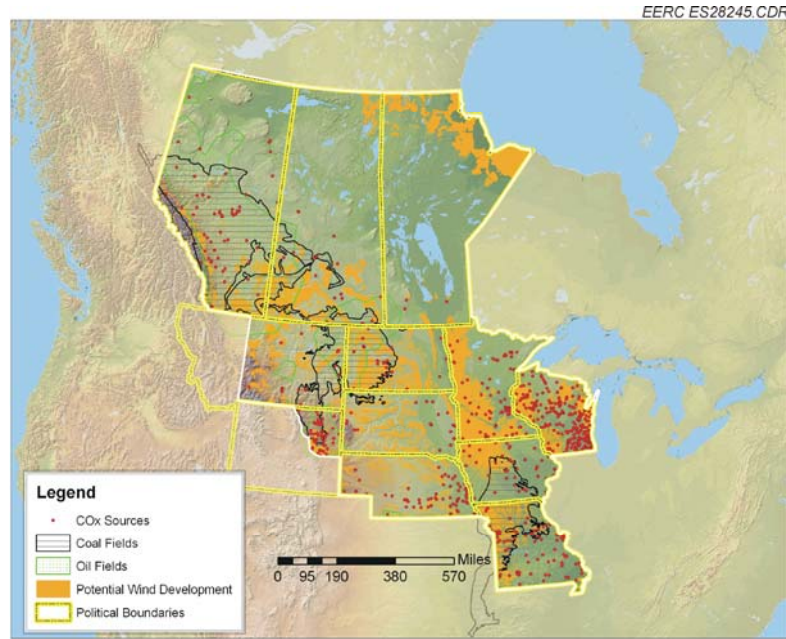 EERC ES28245.CDR
Legend
COx Sources
Coal Fields
Oil Fields
Potential Wind Development
Political Boundaries
Miles
0 95 190 380 570